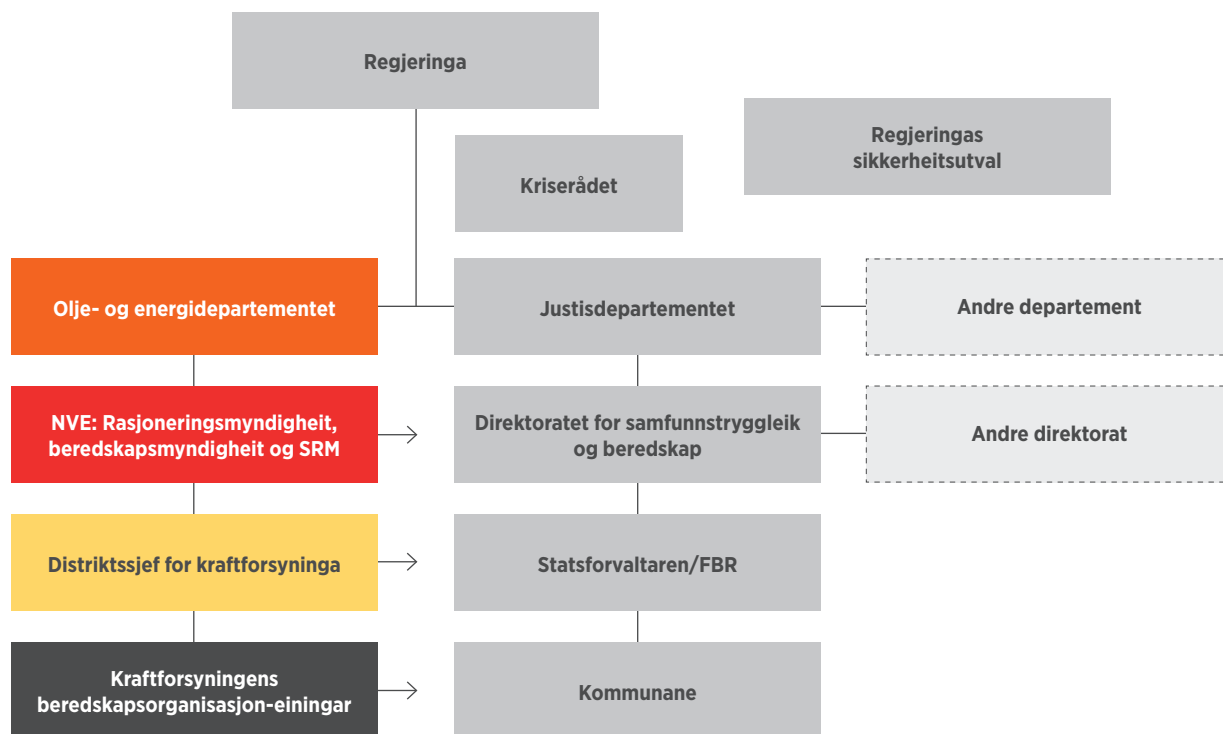 Regjeringa
Regjeringas
sikkerheitsutval
Kriserådet
Olje- og energidepartementet
Justisdepartementet
Andre departement
NVE: Rasjoneringsmyndigheit,
beredskapsmyndigheit og SRM
Direktoratet for samfunnstryggleik
og beredskap
Andre direktorat
Distriktssjef for kraftforsyninga
Statsforvaltaren/FBR
Kraftforsyningens
beredskapsorganisasjon-einingar
Kommunane